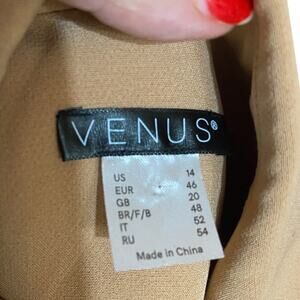 VENUS®
US 14
EUR 46
GB 20
BR/F/B 48
IT 52
RU 54
Made in China